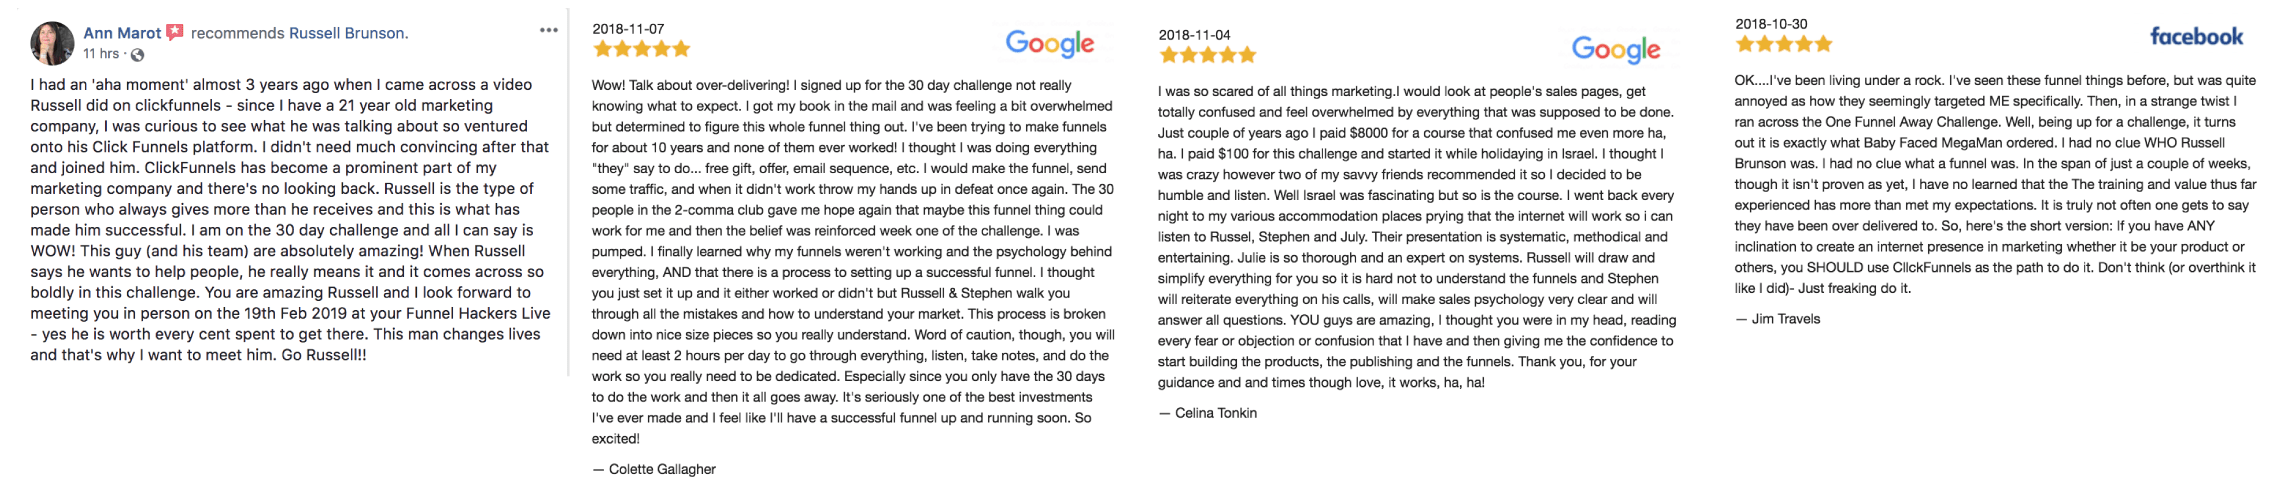 Ann Marot recommends Russell Brunson.
11 hrs ·
I had an 'aha moment' almost 3 years ago when I came across a video
Russell did on clickfunnels - since I have a 21 year old marketing
company, I was curious to see what he was talking about so ventured
onto his Click Funnels platform. I didn't need much convincing after that
and joined him. ClickFunnels has become a prominent part of my
marketing company and there's no looking back. Russell is the type of
person who always gives more than he receives and this is what has
made him successful. I am on the 30 day challenge and all I can say is
WOW! This guy (and his team) are absolutely amazing! When Russell
says he wants to help people, he really means it and it comes across so
boldly in this challenge. You are amazing Russell and I look forward to
meeting you in person on the 19th Feb 2019 at your Funnel Hackers Live
- yes he is worth every cent spent to get there. This man changes lives
and that's why I want to meet him. Go Russell!!
2018-11-07
Google
Wow! Talk about over-delivering! I signed up for the 30 day challenge not really
knowing what to expect. I got my book in the mail and was feeling a bit overwhelmed
but determined to figure this whole funnel thing out. I've been trying to make funnels
for about 10 years and none of them ever worked! I thought I was doing everything
"they" say to do... free gift, offer, email sequence, etc. I would make the funnel, send
some traffic, and when it didn't work throw my hands up in defeat once again. The 30
people in the 2-comma club gave me hope again that maybe this funnel thing could
work for me and then the belief was reinforced week one of the challenge. I was
pumped. I finally learned why my funnels weren't working and the psychology behind
everything, AND that there is a process to setting up a successful funnel. I thought
you just set it up and it either worked or didn't but Russell & Stephen walk you
through all the mistakes and how to understand your market. This process is broken
down into nice size pieces so you really understand. Word of caution, though, you will
need at least 2 hours per day to go through everything, listen, take notes, and do the
work so you really need to be dedicated. Especially since you only have the 30 days
to do the work and then it all goes away. It's seriously one of the best investments
I've ever made and I feel like I'll have a successful funnel up and running soon. So
excited!
— Colette Gallagher
2018-11-04
Google
I was so scared of all things marketing.I would look at people's sales pages, get
totally confused and feel overwhelmed by everything that was supposed to be done.
Just couple of years ago I paid $8000 for a course that confused me even more ha,
ha. I paid $100 for this challenge and started it while holidaying in Israel. I thought I
was crazy however two of my savvy friends recommended it so I decided to be
humble and listen. Well Israel was fascinating but so is the course. I went back every
night to my various accommodation places prying that the internet will work so i can
listen to Russel, Stephen and July. Their presentation is systematic, methodical and
entertaining. Julie is so thorough and an expert on systems. Russell will draw and
simplify everything for you so it is hard not to understand the funnels and Stephen
will reiterate everything on his calls, will make sales psychology very clear and will
answer all questions. YOU guys are amazing, I thought you were in my head, reading
every fear or objection or confusion that I have and then giving me the confidence to
start building the products, the publishing and the funnels. Thank you, for your
guidance and and times though love, it works, ha, ha!
— Celina Tonkin
2018-10-30
facebook
OK....I've been living under a rock. I've seen these funnel things before, but was quite
annoyed as how they seemingly targeted ME specifically. Then, in a strange twist I
ran across the One Funnel Away Challenge. Well, being up for a challenge, it turns
out it is exactly what Baby Faced MegaMan ordered. I had no clue WHO Russell
Brunson was. I had no clue what a funnel was. In the span of just a couple of weeks,
though it isn't proven as yet, I have no learned that the The training and value thus far
experienced has more than met my expectations. It is truly not often one gets to say
they have been over delivered to. So, here's the short version: If you have ANY
inclination to create an internet presence in marketing whether it be your product or
others, you SHOULD use ClIckFunnels as the path to do it. Don't think (or overthink it
like I did)- Just freaking do it.
— Jim Travels